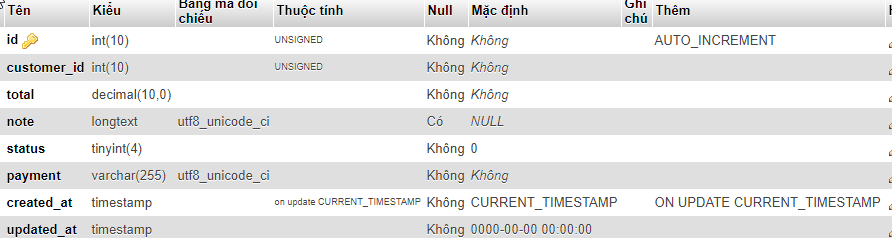 Tên Kiểu Bảng mã đối chiếu Thuộc tính Null Mặc định Ghi chú Thêm
id int(10) UNSIGNED Không Không AUTO_INCREMENT
customer_id int(10) UNSIGNED Không Không
total decimal(10,0) Không Không
note longtext utf8_unicode_ci Có NULL
status tinyint(4) Không 0
payment varchar(255) utf8_unicode_ci Không Không
created_at timestamp on update CURRENT_TIMESTAMP Không CURRENT_TIMESTAMP ON UPDATE CURRENT_TIMESTAMP
updated_at timestamp Không 0000-00-00 00:00:00